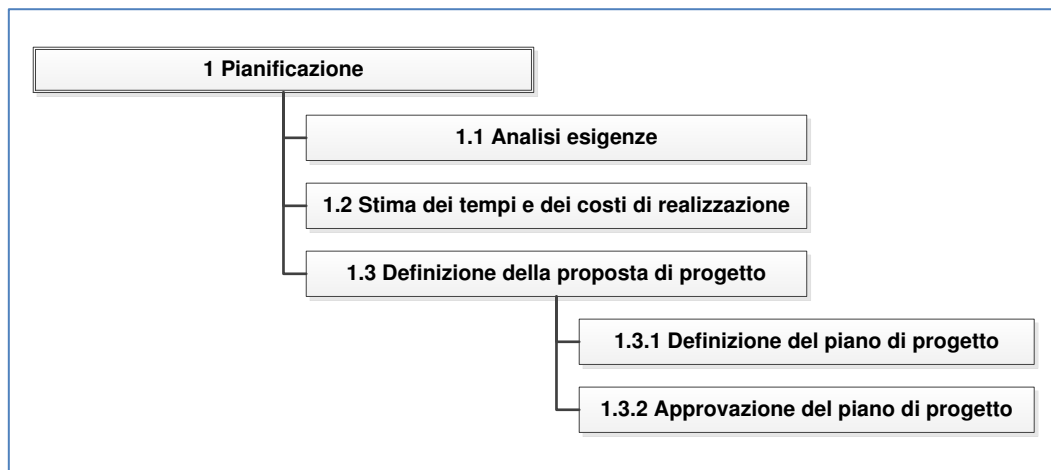 1 Pianificazione
1.1 Analisi esigenze
1.2 Stima dei tempi e dei costi di realizzazione
1.3 Definizione della proposta di progetto
1.3.1 Definizione del piano di progetto
1.3.2 Approvazione del piano di progetto